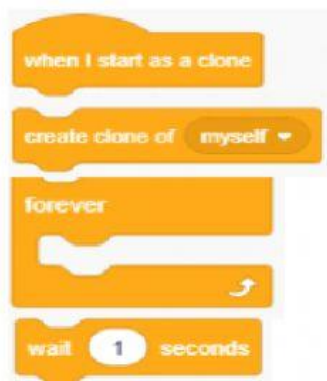 when I start as a clone
create clone of myself
forever
wait 1 seconds